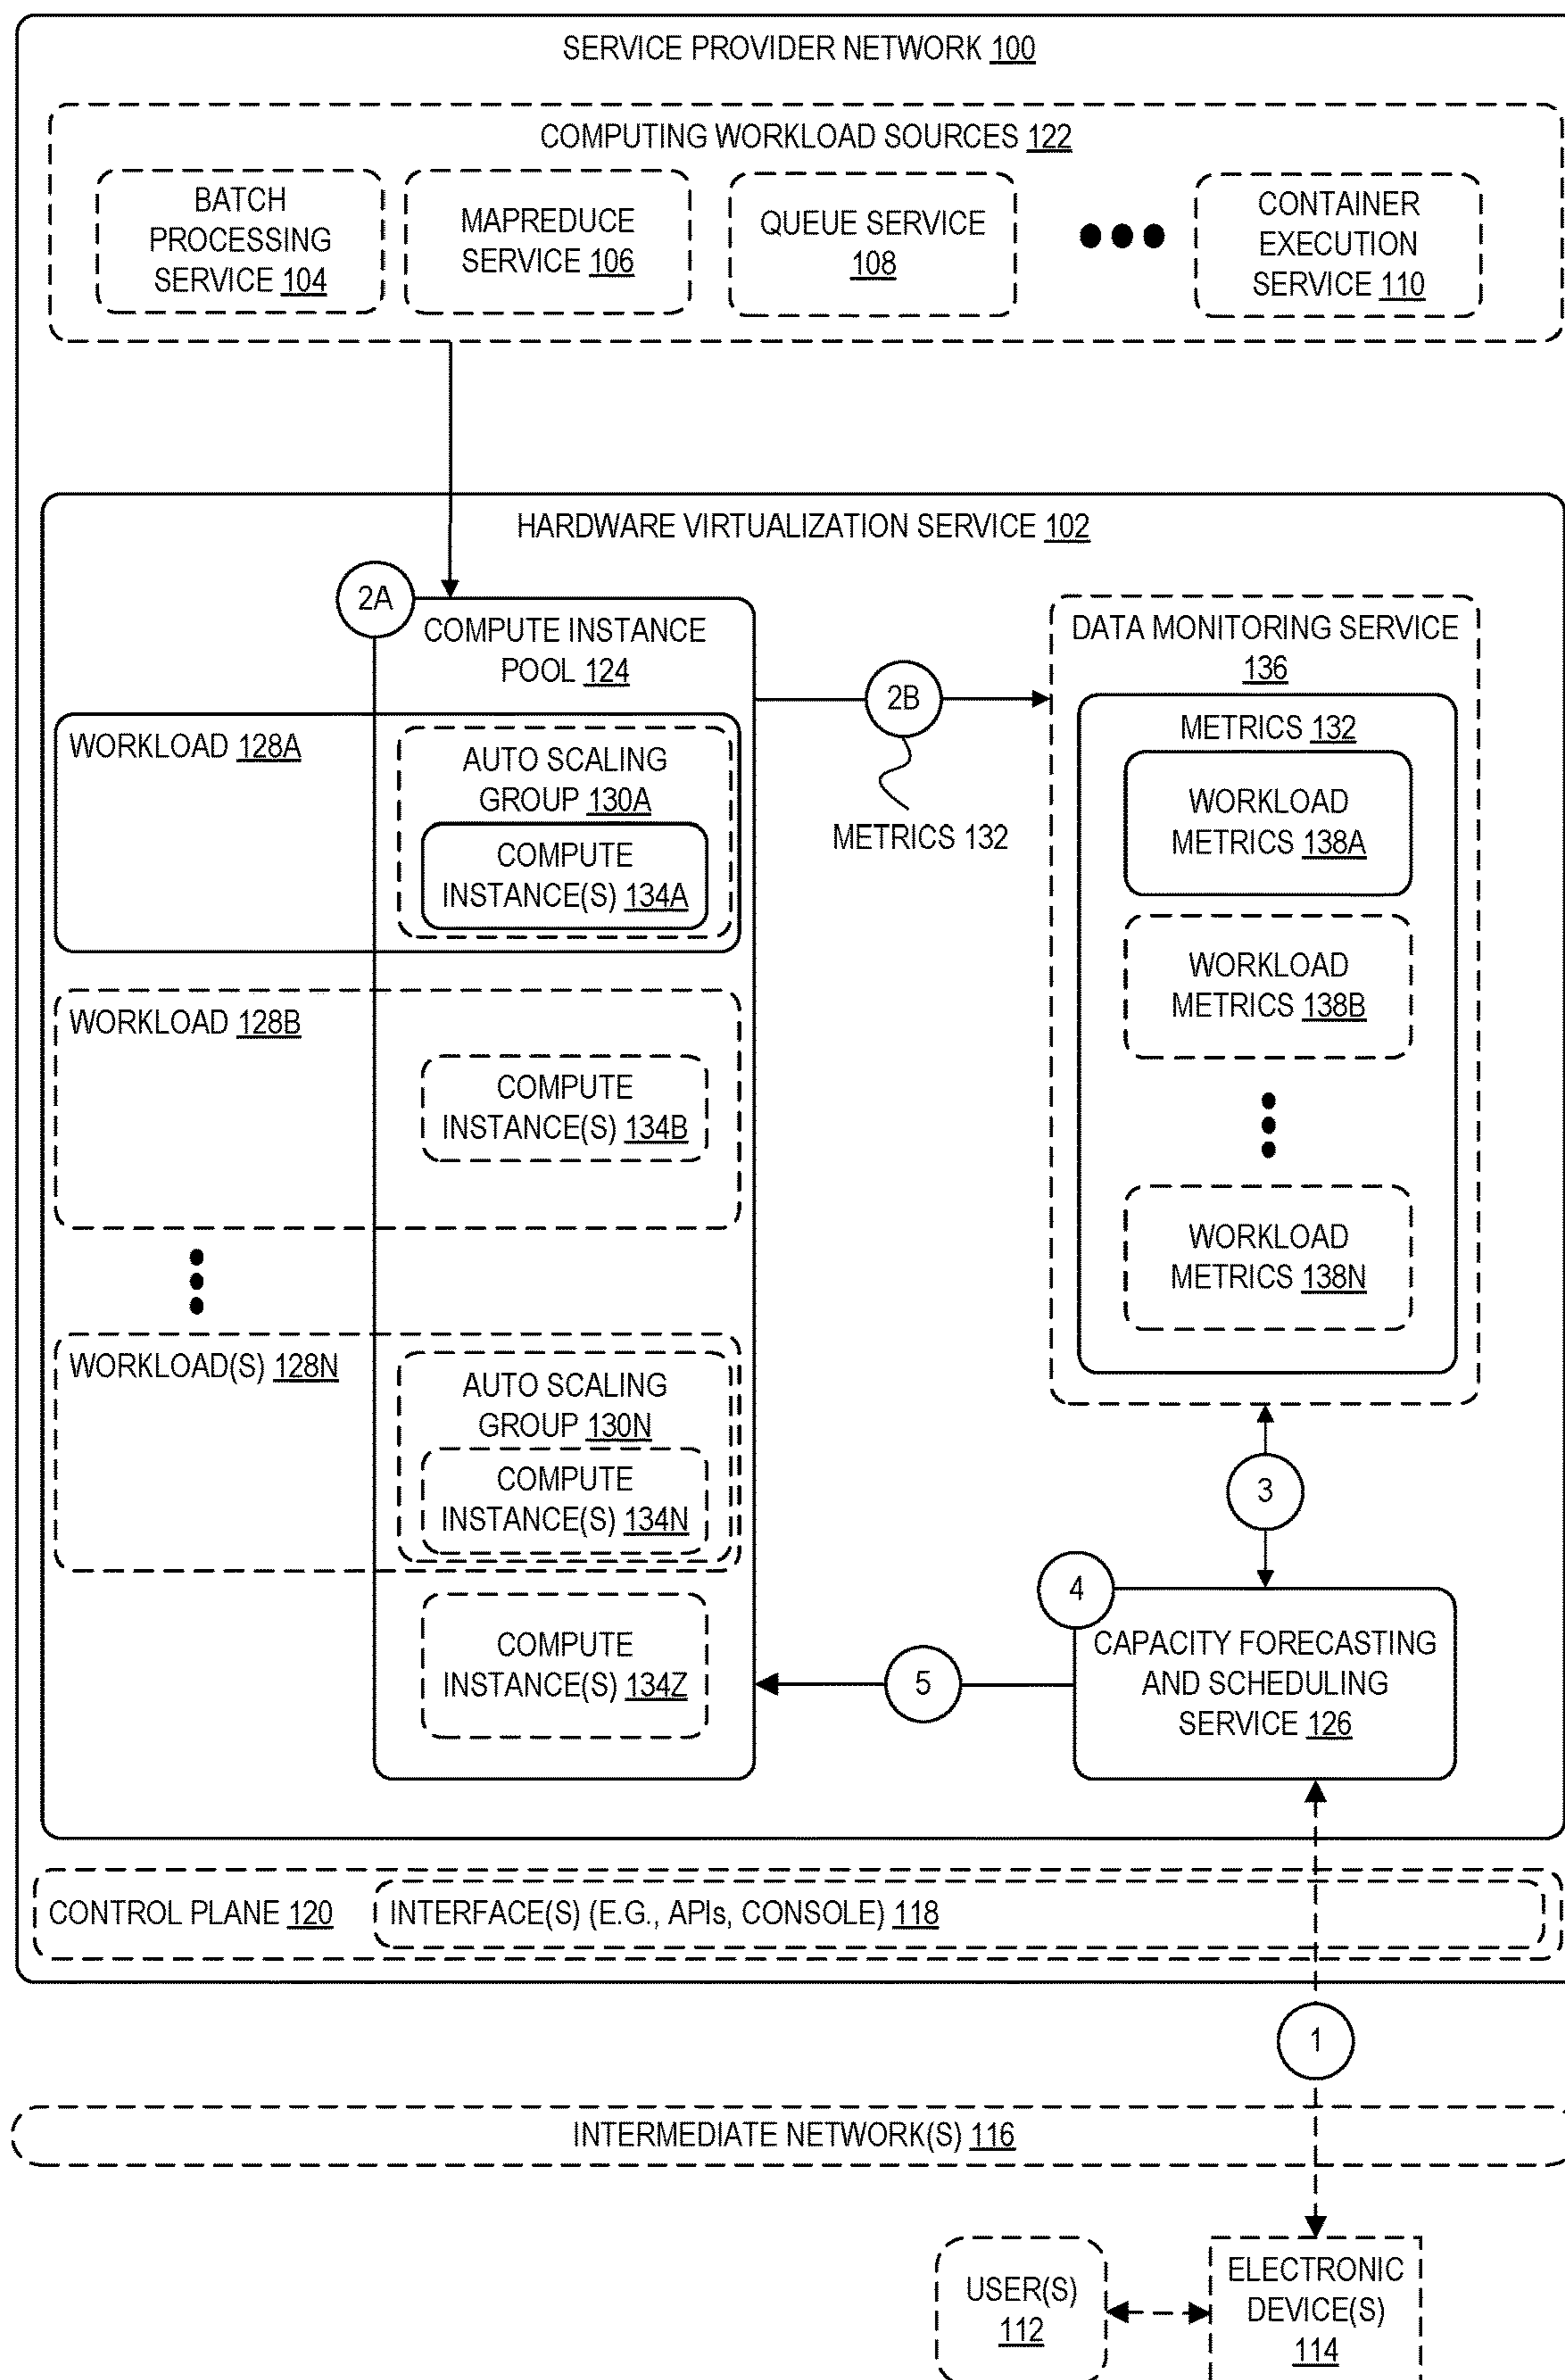 SERVICE PROVIDER NETWORK 100
COMPUTING WORKLOAD SOURCES 122
BATCH
PROCESSING
SERVICE 104
MAPREDUCE
SERVICE 106
QUEUE SERVICE
108
CONTAINER
EXECUTION
SERVICE 110
HARDWARE VIRTUALIZATION SERVICE 102
2A
COMPUTE INSTANCE
POOL 124
WORKLOAD 128A
AUTO SCALING
GROUP 130A
COMPUTE
INSTANCE(S) 134A
WORKLOAD 128B
COMPUTE
INSTANCE(S) 134B
WORKLOAD(S) 128N
AUTO SCALING
GROUP 130N
COMPUTE
INSTANCE(S) 134N
COMPUTE
INSTANCE(S) 134Z
2B
METRICS 132
DATA MONITORING SERVICE
136
METRICS 132
WORKLOAD
METRICS 138A
WORKLOAD
METRICS 138B
WORKLOAD
METRICS 138N
3
4
CAPACITY FORECASTING
AND SCHEDULING
SERVICE 126
5
CONTROL PLANE 120
INTERFACE(S) (E.G., APIs, CONSOLE) 118
1
INTERMEDIATE NETWORK(S) 116
USER(S)
112
ELECTRONIC
DEVICE(S)
114